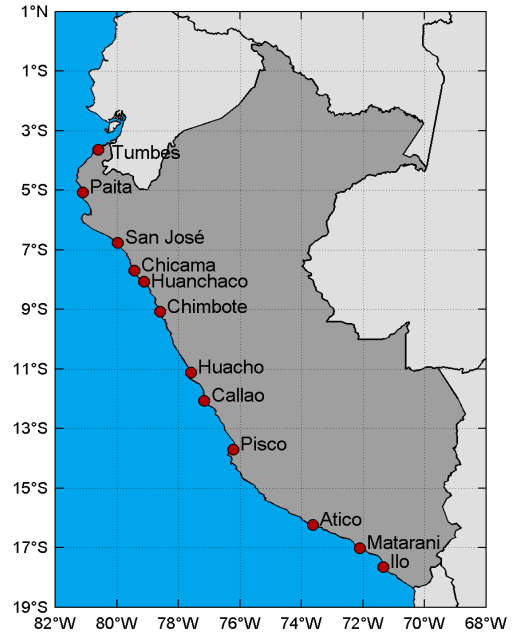 1°N
1°S
3°S
Tumbes
5°S
Paita
San José
7°S
Chicama
Huanchaco
9°S
Chimbote
11°S
Huacho
Callao
13°S
Pisco
15°S
Atico
Matarani
17°S
Ilo
19°S
82°W 80°W 78°W 76°W 74°W 72°W 70°W 68°W